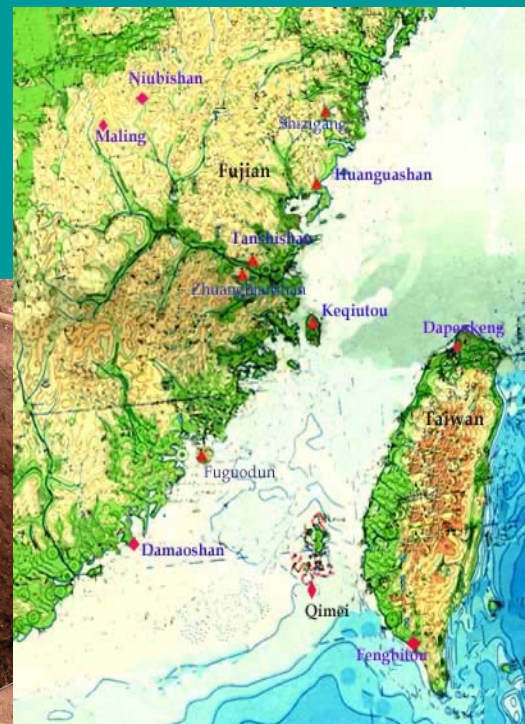 Niubishan
Shizigang
Maling
Fujian
Huanguashan
Tanshishan
Zhuangbianshan
Keqiutou
Dapenkeng
Taiwan
Fuguodun
Damaoshan
Qimei
Fengbitou